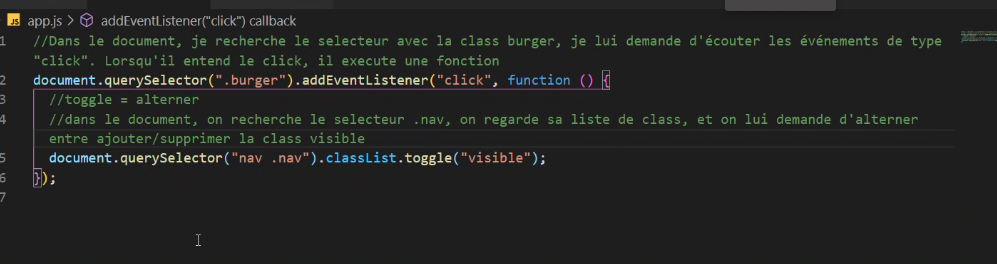 JS app.js > addEventListener("click") callback
1 //Dans le document, je recherche le selecteur avec la class burger, je lui demande d'écouter les événements de type
"click". Lorsqu'il entend le click, il execute une fonction
2 document.querySelector(".burger").addEventListener("click", function () {
3 //toggle = alterner
4 //dans le document, on recherche le selecteur .nav, on regarde sa liste de class, et on lui demande d'alterner
entre ajouter/supprimer la class visible
5 document.querySelector("nav .nav").classList.toggle("visible");
6 });
7